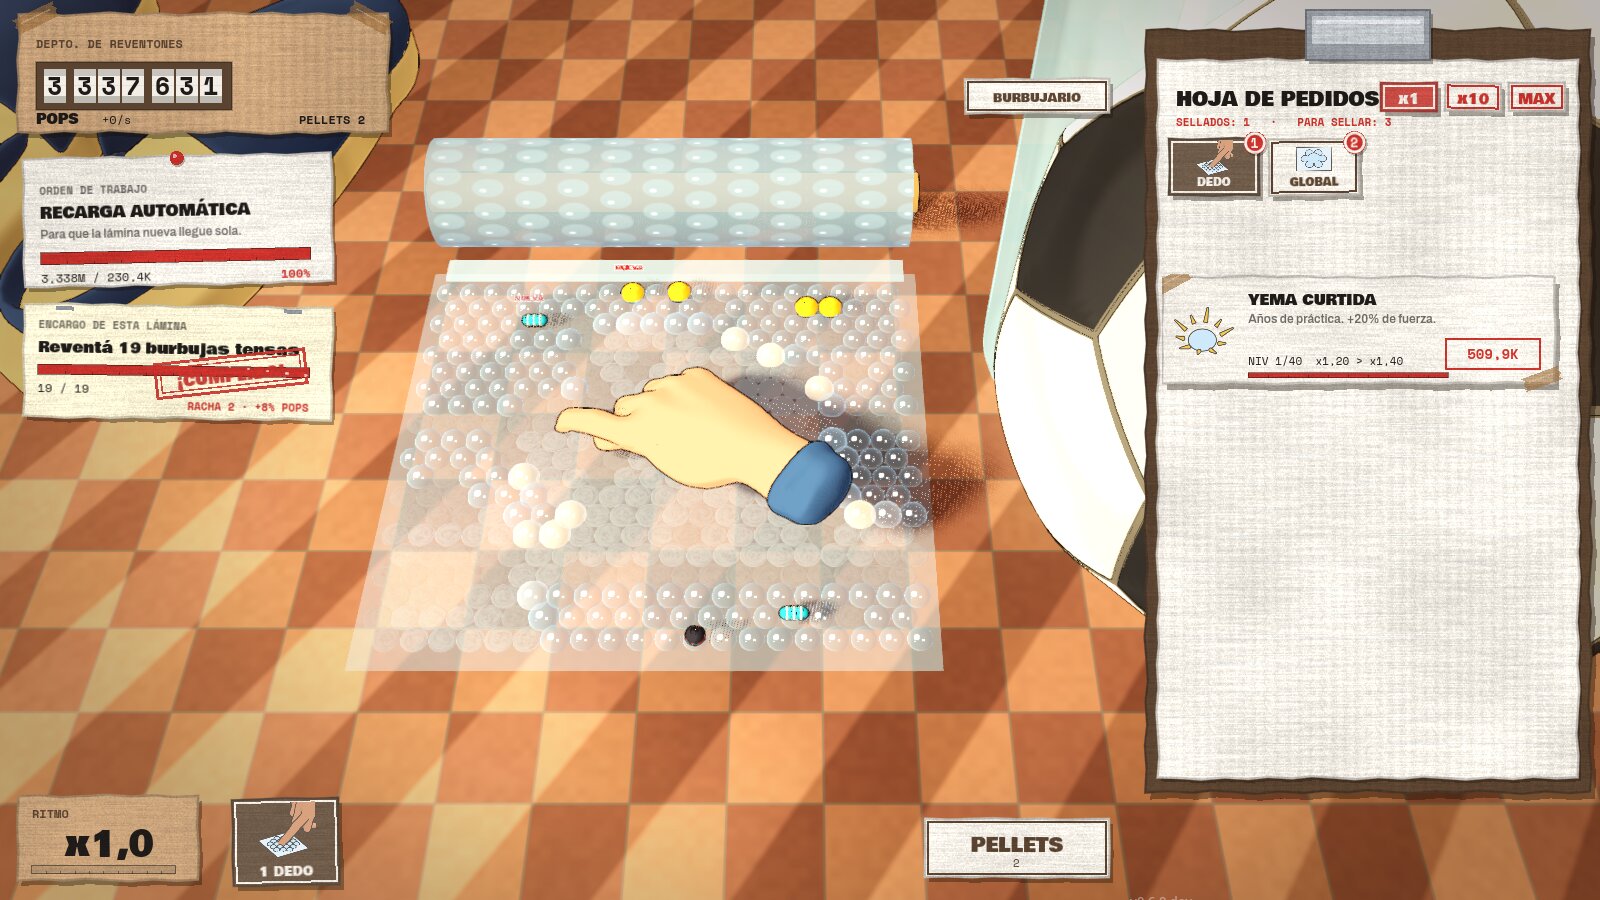 DEPTO. DE REVENTONES
3 337 631
POPS +0/s PELLETS 2
ORDEN DE TRABAJO
RECARGA AUTOMÁTICA
Para que la lámina nueva llegue sola.
3,338M / 230.4K 100%
ENCARGO DE ESTA LÁMINA
Reventá 19 burbujas tensas
19 / 19
RACHA 2 · +8% POPS
BURBUJARIO
HOJA DE PEDIDOS x1 x10 MAX
SELLADOS: 1 · PARA SELLAR: 3
1
DEDO
2
GLOBAL
YEMA CURTIDA
Años de práctica. +20% de fuerza.
NIV 1/40 x1,20 > x1,40
509,9K
RITMO
x1,0
1 DEDO
PELLETS
2